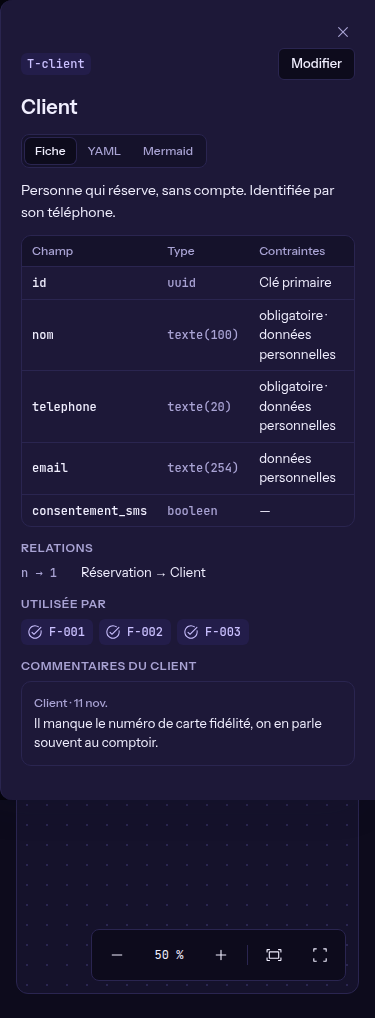 T-client
Modifier
Client
Fiche YAML Mermaid
Personne qui réserve, sans compte. Identifiée par
son téléphone.
Champ Type Contraintes
id uuid Clé primaire
nom texte(100) obligatoire ·
données
personnelles
telephone texte(20) obligatoire ·
données
personnelles
email texte(254) données
personnelles
consentement_sms booleen —
RELATIONS
n → 1 Réservation → Client
UTILISÉE PAR
F-001 F-002 F-003
COMMENTAIRES DU CLIENT
Client · 11 nov.
Il manque le numéro de carte fidélité, on en parle
souvent au comptoir.
50 %